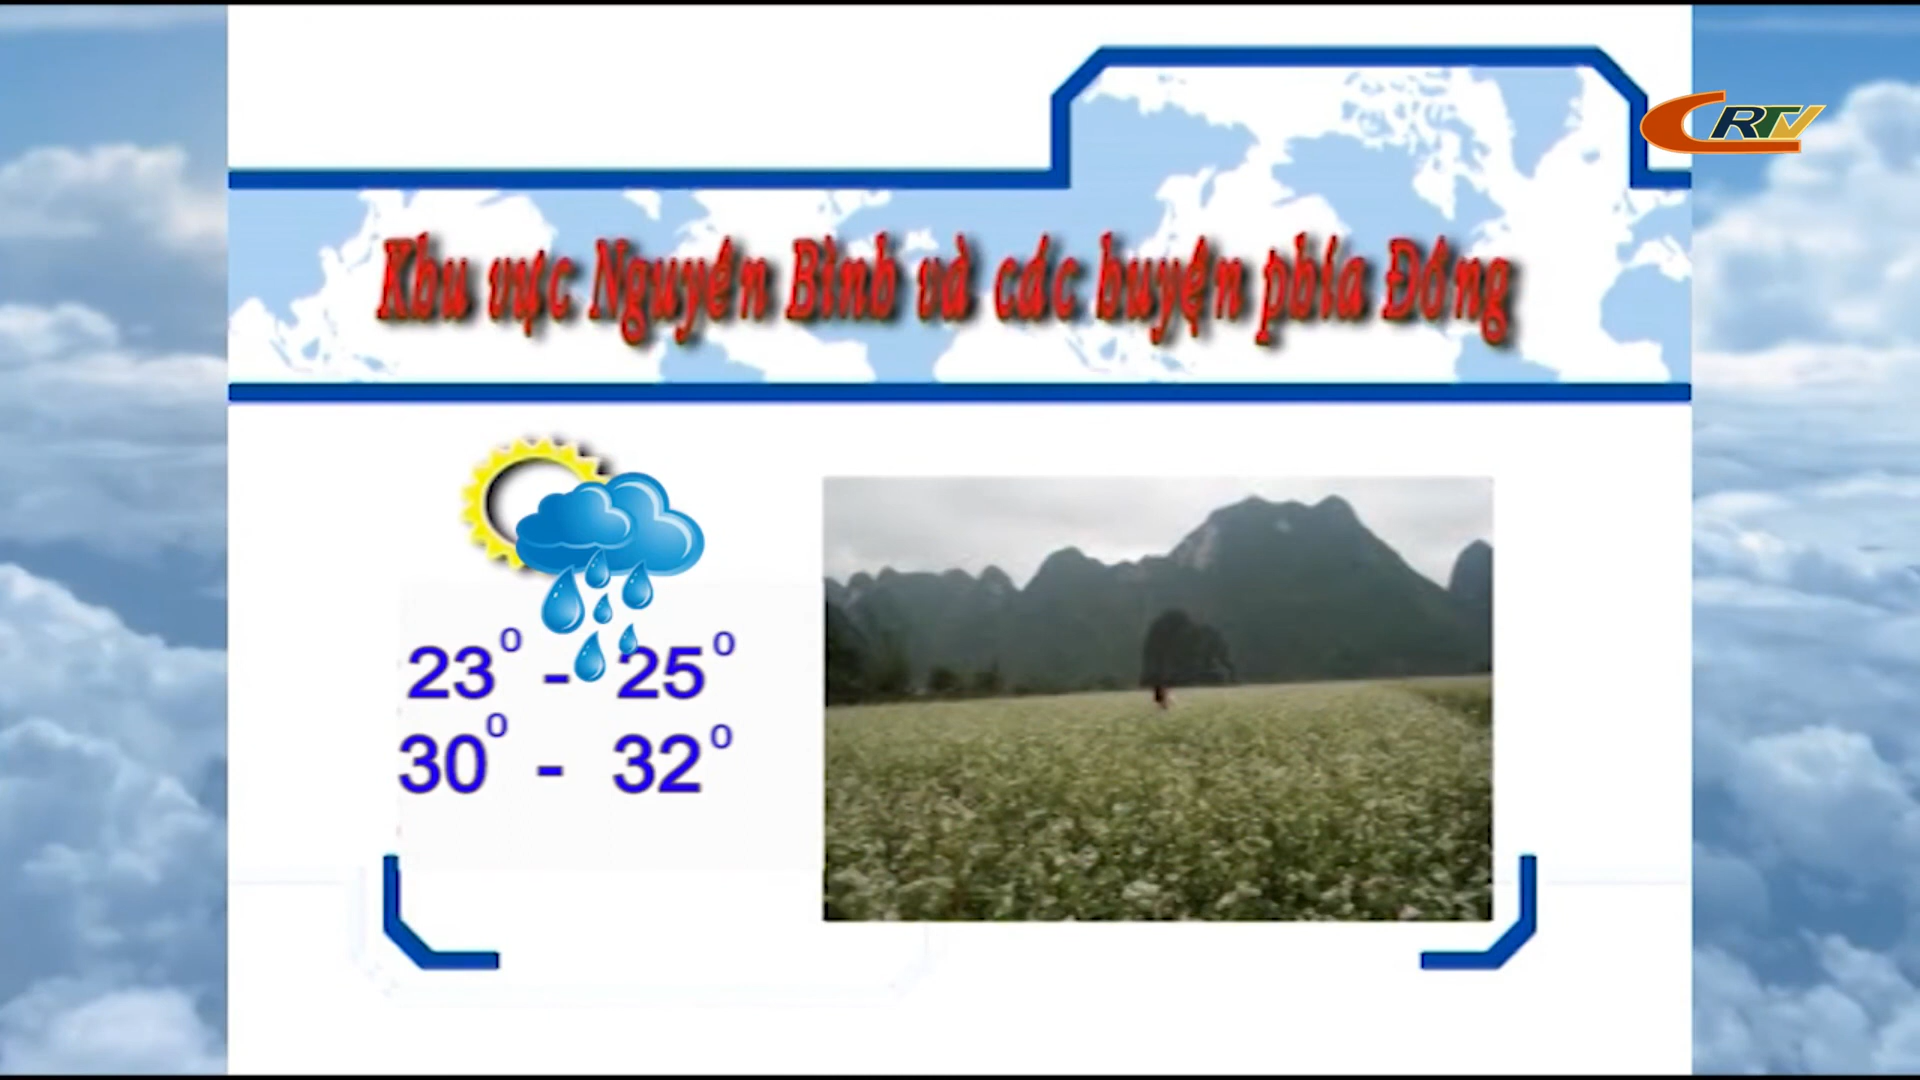 CRTV
Khu vực Nguyên Bình và các huyện phía Đông
23° - 25°
30° - 32°